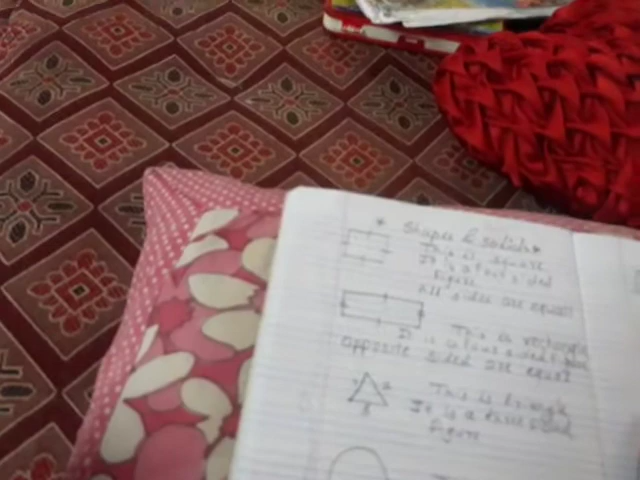 * Shapes & solids *
This is square
It is a four sided
figure
All sides are equal
This is rectangle
It is a four sided figure
opposite sided are equal
This is triangle
It is a three sided
figure